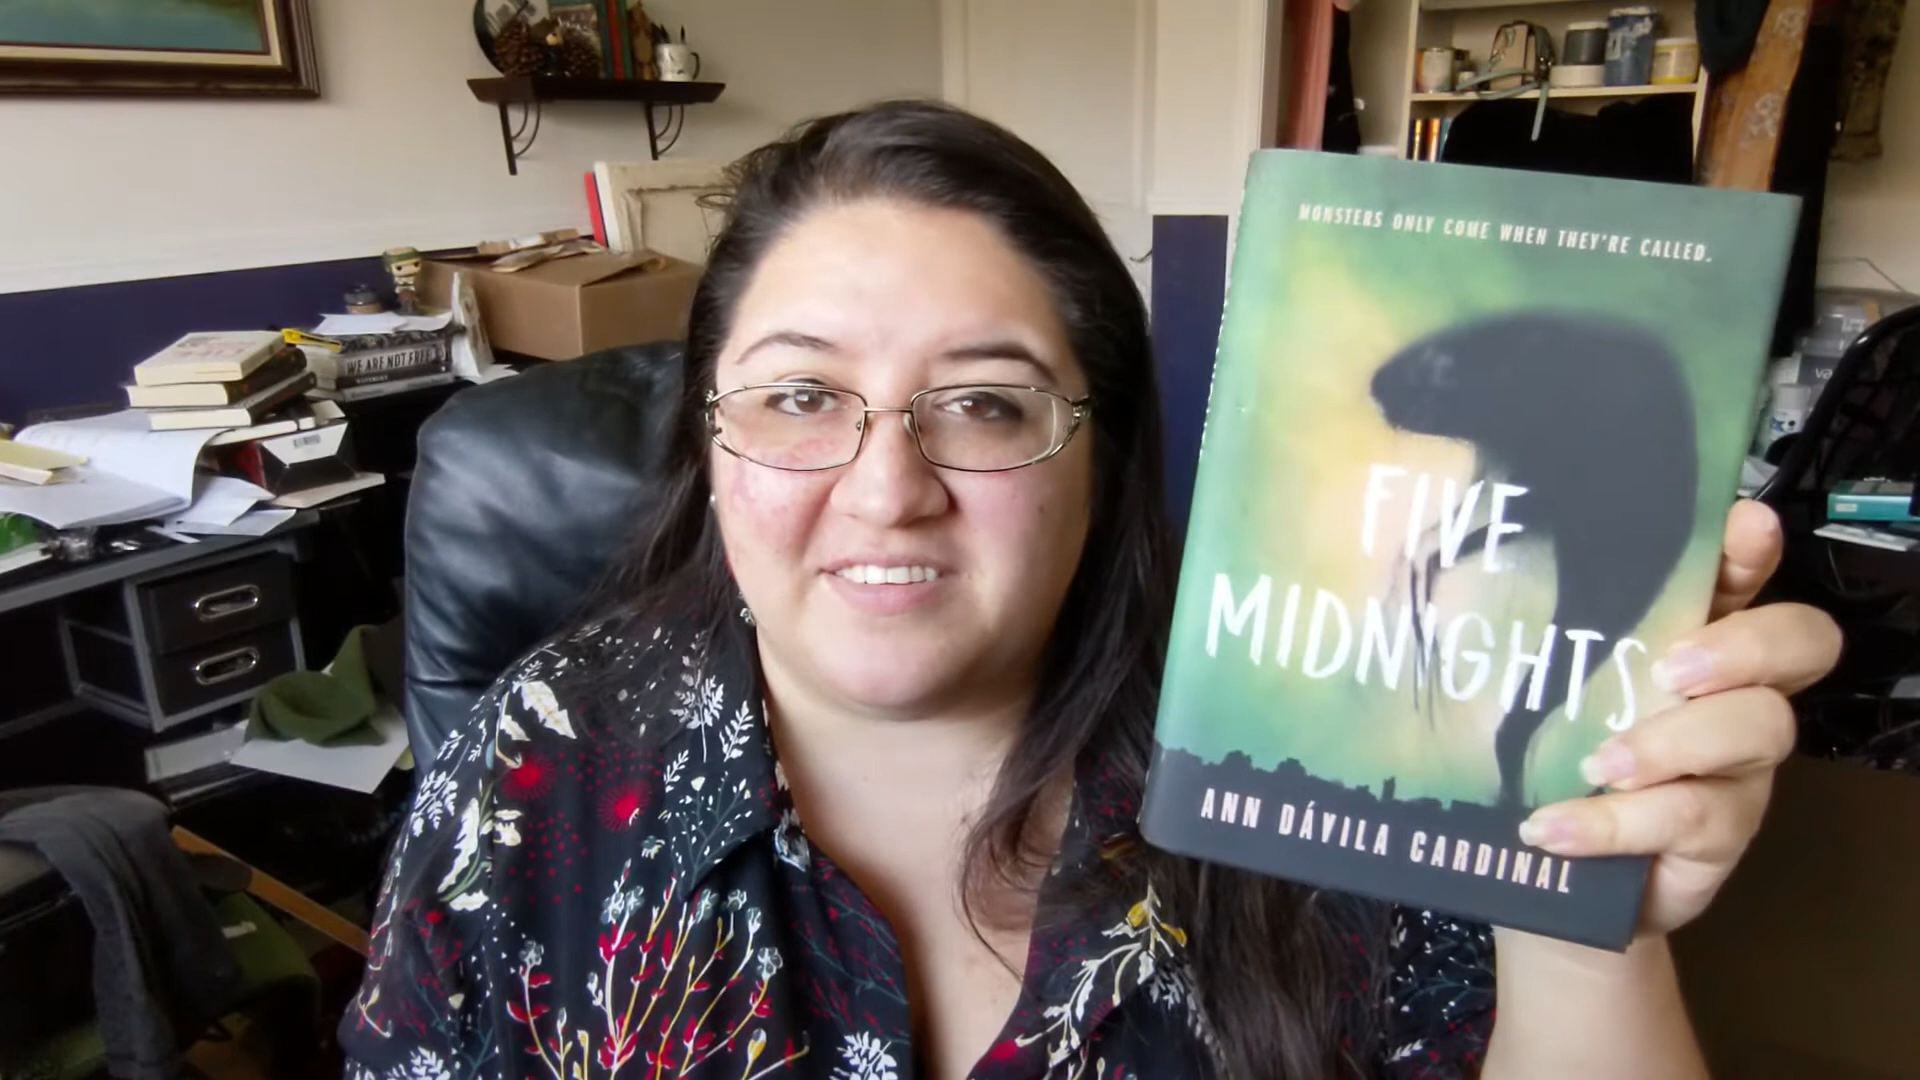 MONSTERS ONLY COME WHEN THEY'RE CALLED.
FIVE
MIDNIGHTS
ANN DÁVILA CARDINAL
WE ARE NOT FREE